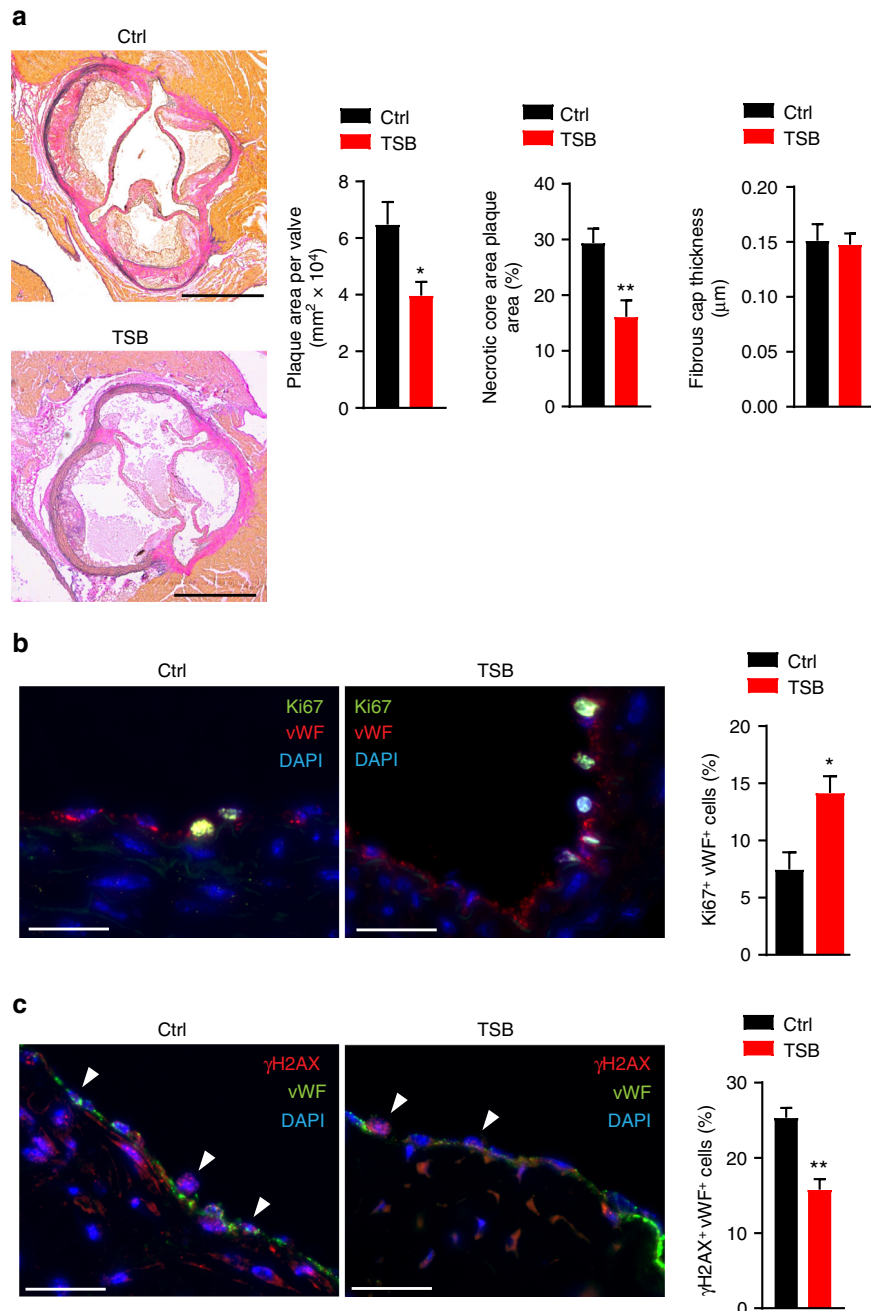 a
Ctrl
TSB
Ctrl
TSB
Plaque area per valve
(mm² × 10⁴)
8
6
4
2
0
*
Ctrl
TSB
Necrotic core area plaque
area (%)
40
30
20
10
0
**
Ctrl
TSB
Fibrous cap thickness
(μm)
0.20
0.15
0.10
0.05
0.00
b
Ctrl
Ki67
vWF
DAPI
TSB
Ki67
vWF
DAPI
Ctrl
TSB
Ki67⁺ vWF⁺ cells (%)
20
15
10
5
0
*
c
Ctrl
γH2AX
vWF
DAPI
TSB
γH2AX
vWF
DAPI
Ctrl
TSB
γH2AX⁺ vWF⁺ cells (%)
30
20
10
0
**